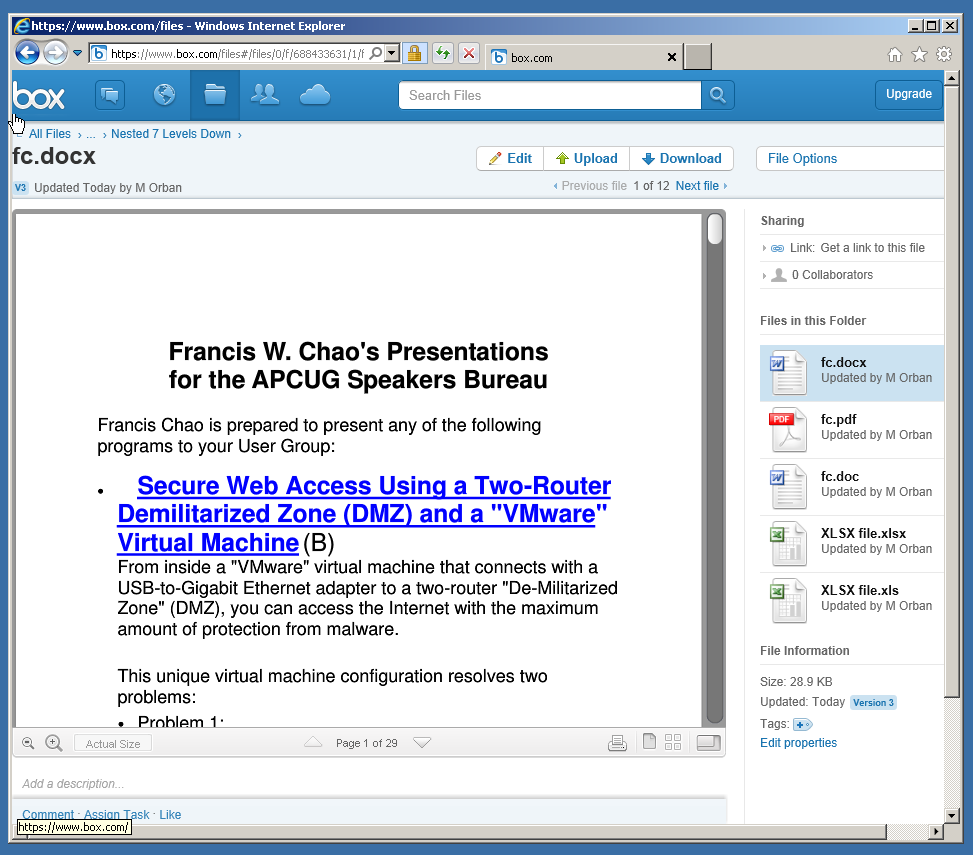 https://www.box.com/files - Windows Internet Explorer
https://www.box.com/files#/files/0/f/688433631/1/f
box.com
box
Search Files
Upgrade
All Files › ... › Nested 7 Levels Down ›
fc.docx
Edit
Upload
Download
File Options
V3 Updated Today by M Orban
Previous file 1 of 12 Next file
Francis W. Chao's Presentations
for the APCUG Speakers Bureau
Francis Chao is prepared to present any of the following
programs to your User Group:
• Secure Web Access Using a Two-Router
Demilitarized Zone (DMZ) and a "VMware"
Virtual Machine (B)
From inside a "VMware" virtual machine that connects with a
USB-to-Gigabit Ethernet adapter to a two-router "De-Militarized
Zone" (DMZ), you can access the Internet with the maximum
amount of protection from malware.
This unique virtual machine configuration resolves two
problems:
• Problem 1:
Actual Size
Page 1 of 29
Add a description...
Comment · Assign Task · Like
https://www.box.com/
Sharing
Link: Get a link to this file
0 Collaborators
Files in this Folder
fc.docx
Updated by M Orban
PDF
fc.pdf
Updated by M Orban
fc.doc
Updated by M Orban
XLSX file.xlsx
Updated by M Orban
XLSX file.xls
Updated by M Orban
File Information
Size: 28.9 KB
Updated: Today Version 3
Tags:
Edit properties